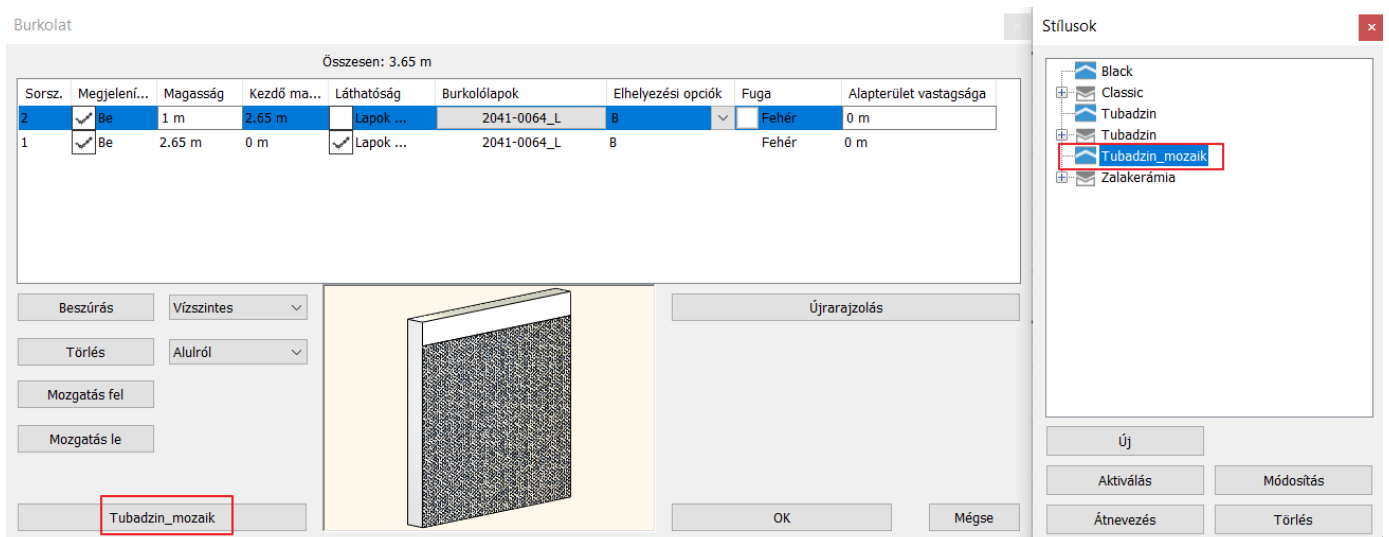 Burkolat
Összesen: 3.65 m
Sorsz. Megjelení... Magasság Kezdő ma... Láthatóság Burkolólapok Elhelyezési opciók Fuga Alapterület vastagsága
2 Be 1 m 2.65 m Lapok ... 2041-0064_L B Fehér 0 m
1 Be 2.65 m 0 m Lapok ... 2041-0064_L B Fehér 0 m
Beszúrás Vízszintes Újrarajzolás
Törlés Alulról
Mozgatás fel
Mozgatás le
Tubadzin_mozaik OK Mégse
Stílusok
Black
Classic
Tubadzin
Tubadzin
Tubadzin_mozaik
Zalakerámia
Új
Aktiválás Módosítás
Átnevezés Törlés